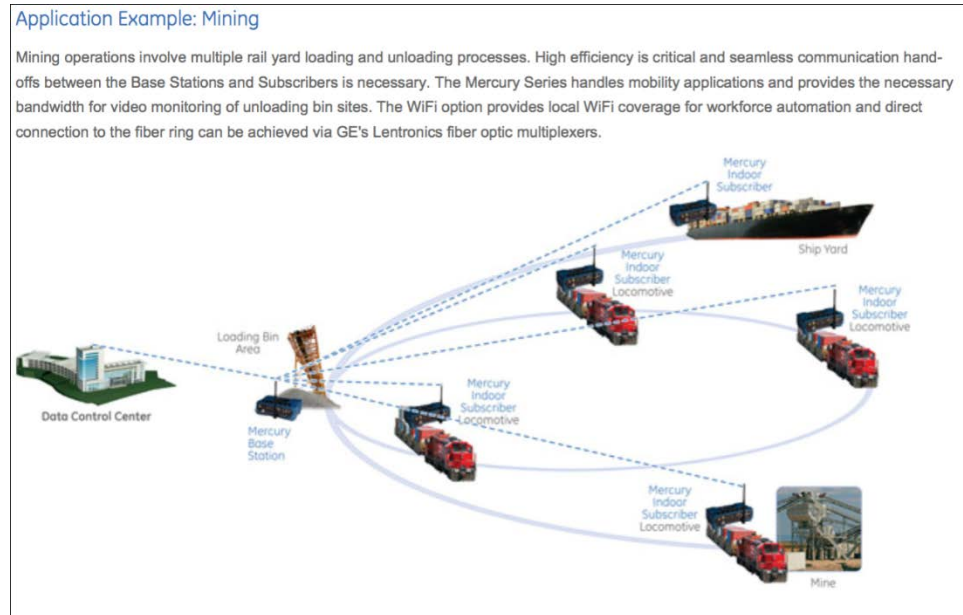 Application Example: Mining
Mining operations involve multiple rail yard loading and unloading processes. High efficiency is critical and seamless communication hand-
offs between the Base Stations and Subscribers is necessary. The Mercury Series handles mobility applications and provides the necessary
bandwidth for video monitoring of unloading bin sites. The WiFi option provides local WiFi coverage for workforce automation and direct
connection to the fiber ring can be achieved via GE's Lentronics fiber optic multiplexers.
Mercury
Indoor
Subscriber
Ship Yard
Mercury
Indoor
Subscriber
Locomotive
Mercury
Indoor
Subscriber
Locomotive
Loading Bin
Area
Data Control Center
Mercury
Base
Station
Mercury
Indoor
Subscriber
Locomotive
Mercury
Indoor
Subscriber
Locomotive
Mine